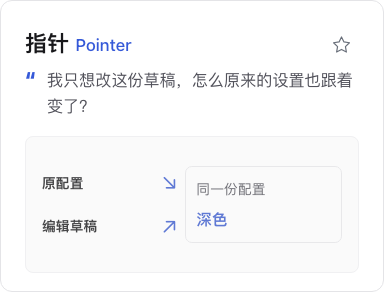 指针 Pointer
“ 我只想改这份草稿，怎么原来的设置也跟着
变了？
原配置
同一份配置
深色
编辑草稿